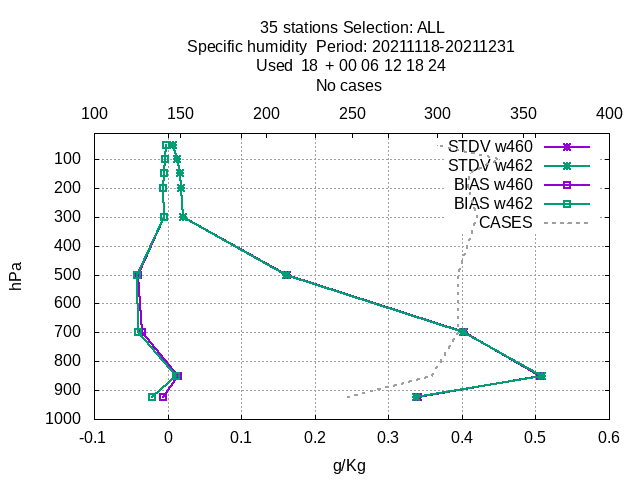 35 stations Selection: ALL
Specific humidity  Period: 20211118-20211231
Used  18  + 00 06 12 18 24
No cases
100 150 200 250 300 350 400
STDV w460
STDV w462
BIAS w460
BIAS w462
CASES
hPa
100
200
300
400
500
600
700
800
900
1000
-0.1 0 0.1 0.2 0.3 0.4 0.5 0.6
g/Kg